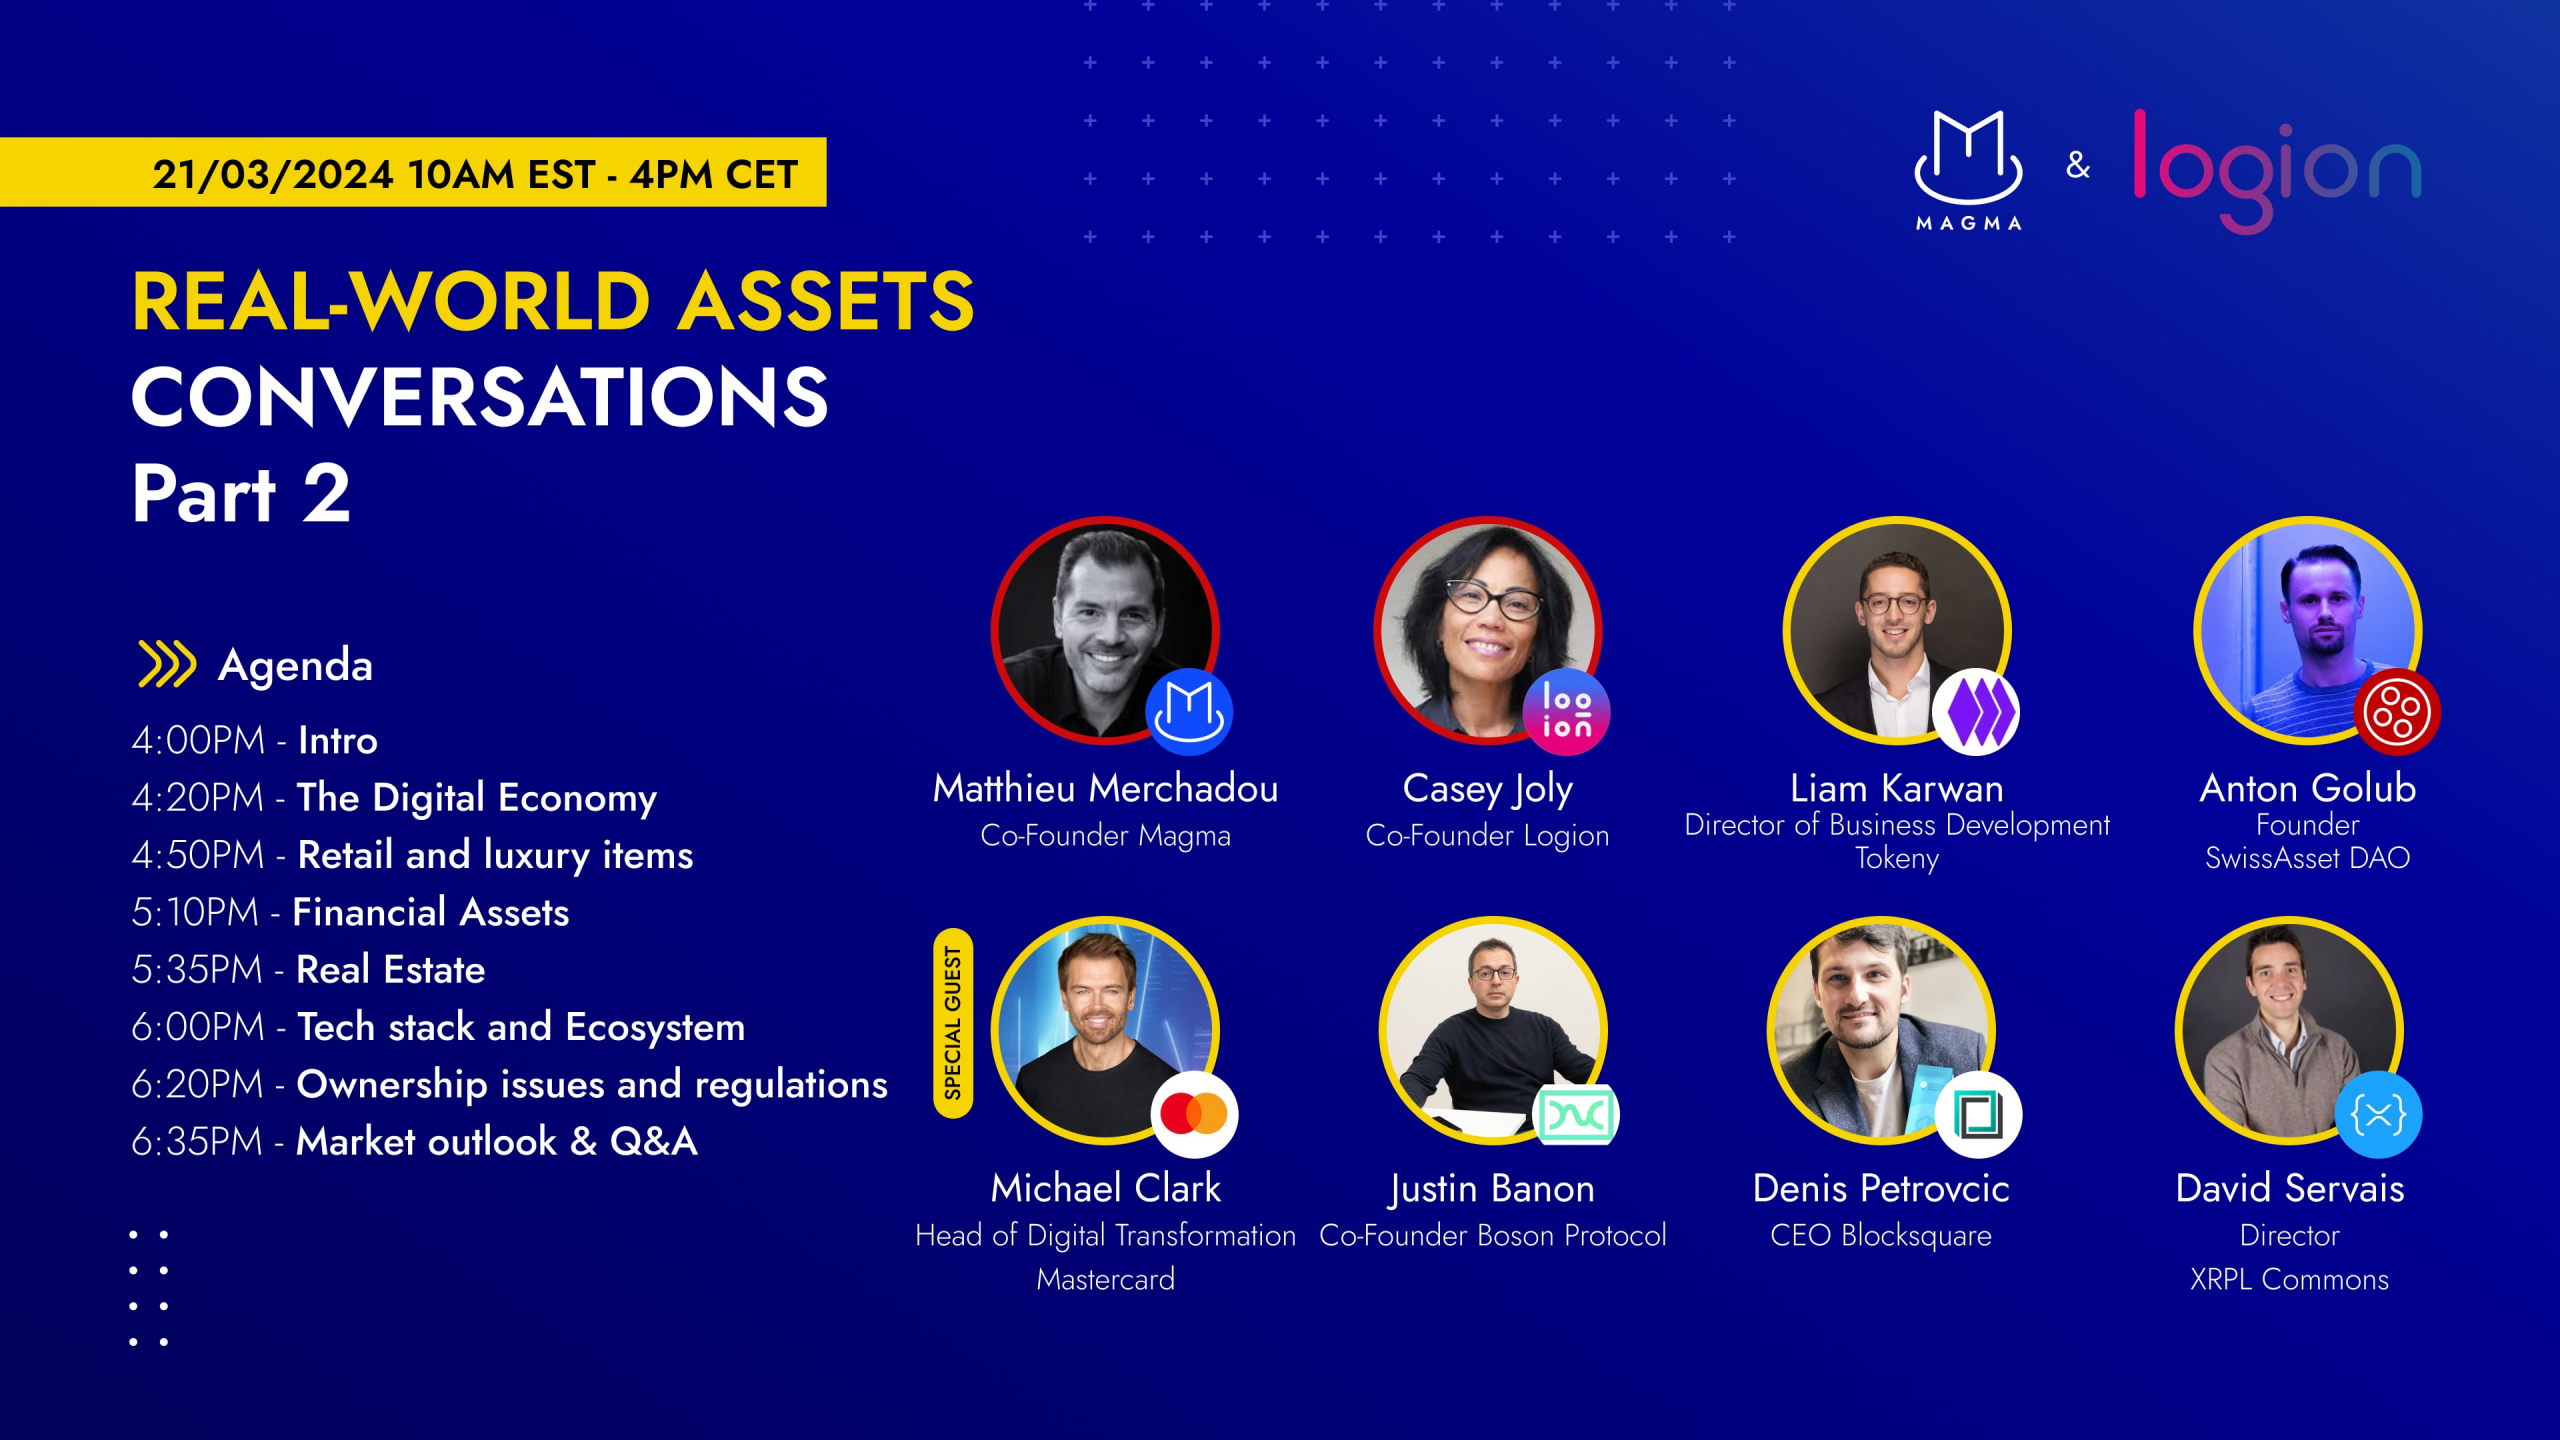 21/03/2024 10AM EST - 4PM CET
MAGMA
&
logion
REAL-WORLD ASSETS
CONVERSATIONS
Part 2
Agenda
4:00PM - Intro
4:20PM - The Digital Economy
4:50PM - Retail and luxury items
5:10PM - Financial Assets
5:35PM - Real Estate
6:00PM - Tech stack and Ecosystem
6:20PM - Ownership issues and regulations
6:35PM - Market outlook & Q&A
Matthieu Merchadou
Co-Founder Magma
logion
Casey Joly
Co-Founder Logion
Liam Karwan
Director of Business Development
Tokeny
Anton Golub
Founder
SwissAsset DAO
SPECIAL GUEST
Michael Clark
Head of Digital Transformation
Mastercard
Justin Banon
Co-Founder Boson Protocol
Denis Petrovcic
CEO Blocksquare
{X}
David Servais
Director
XRPL Commons